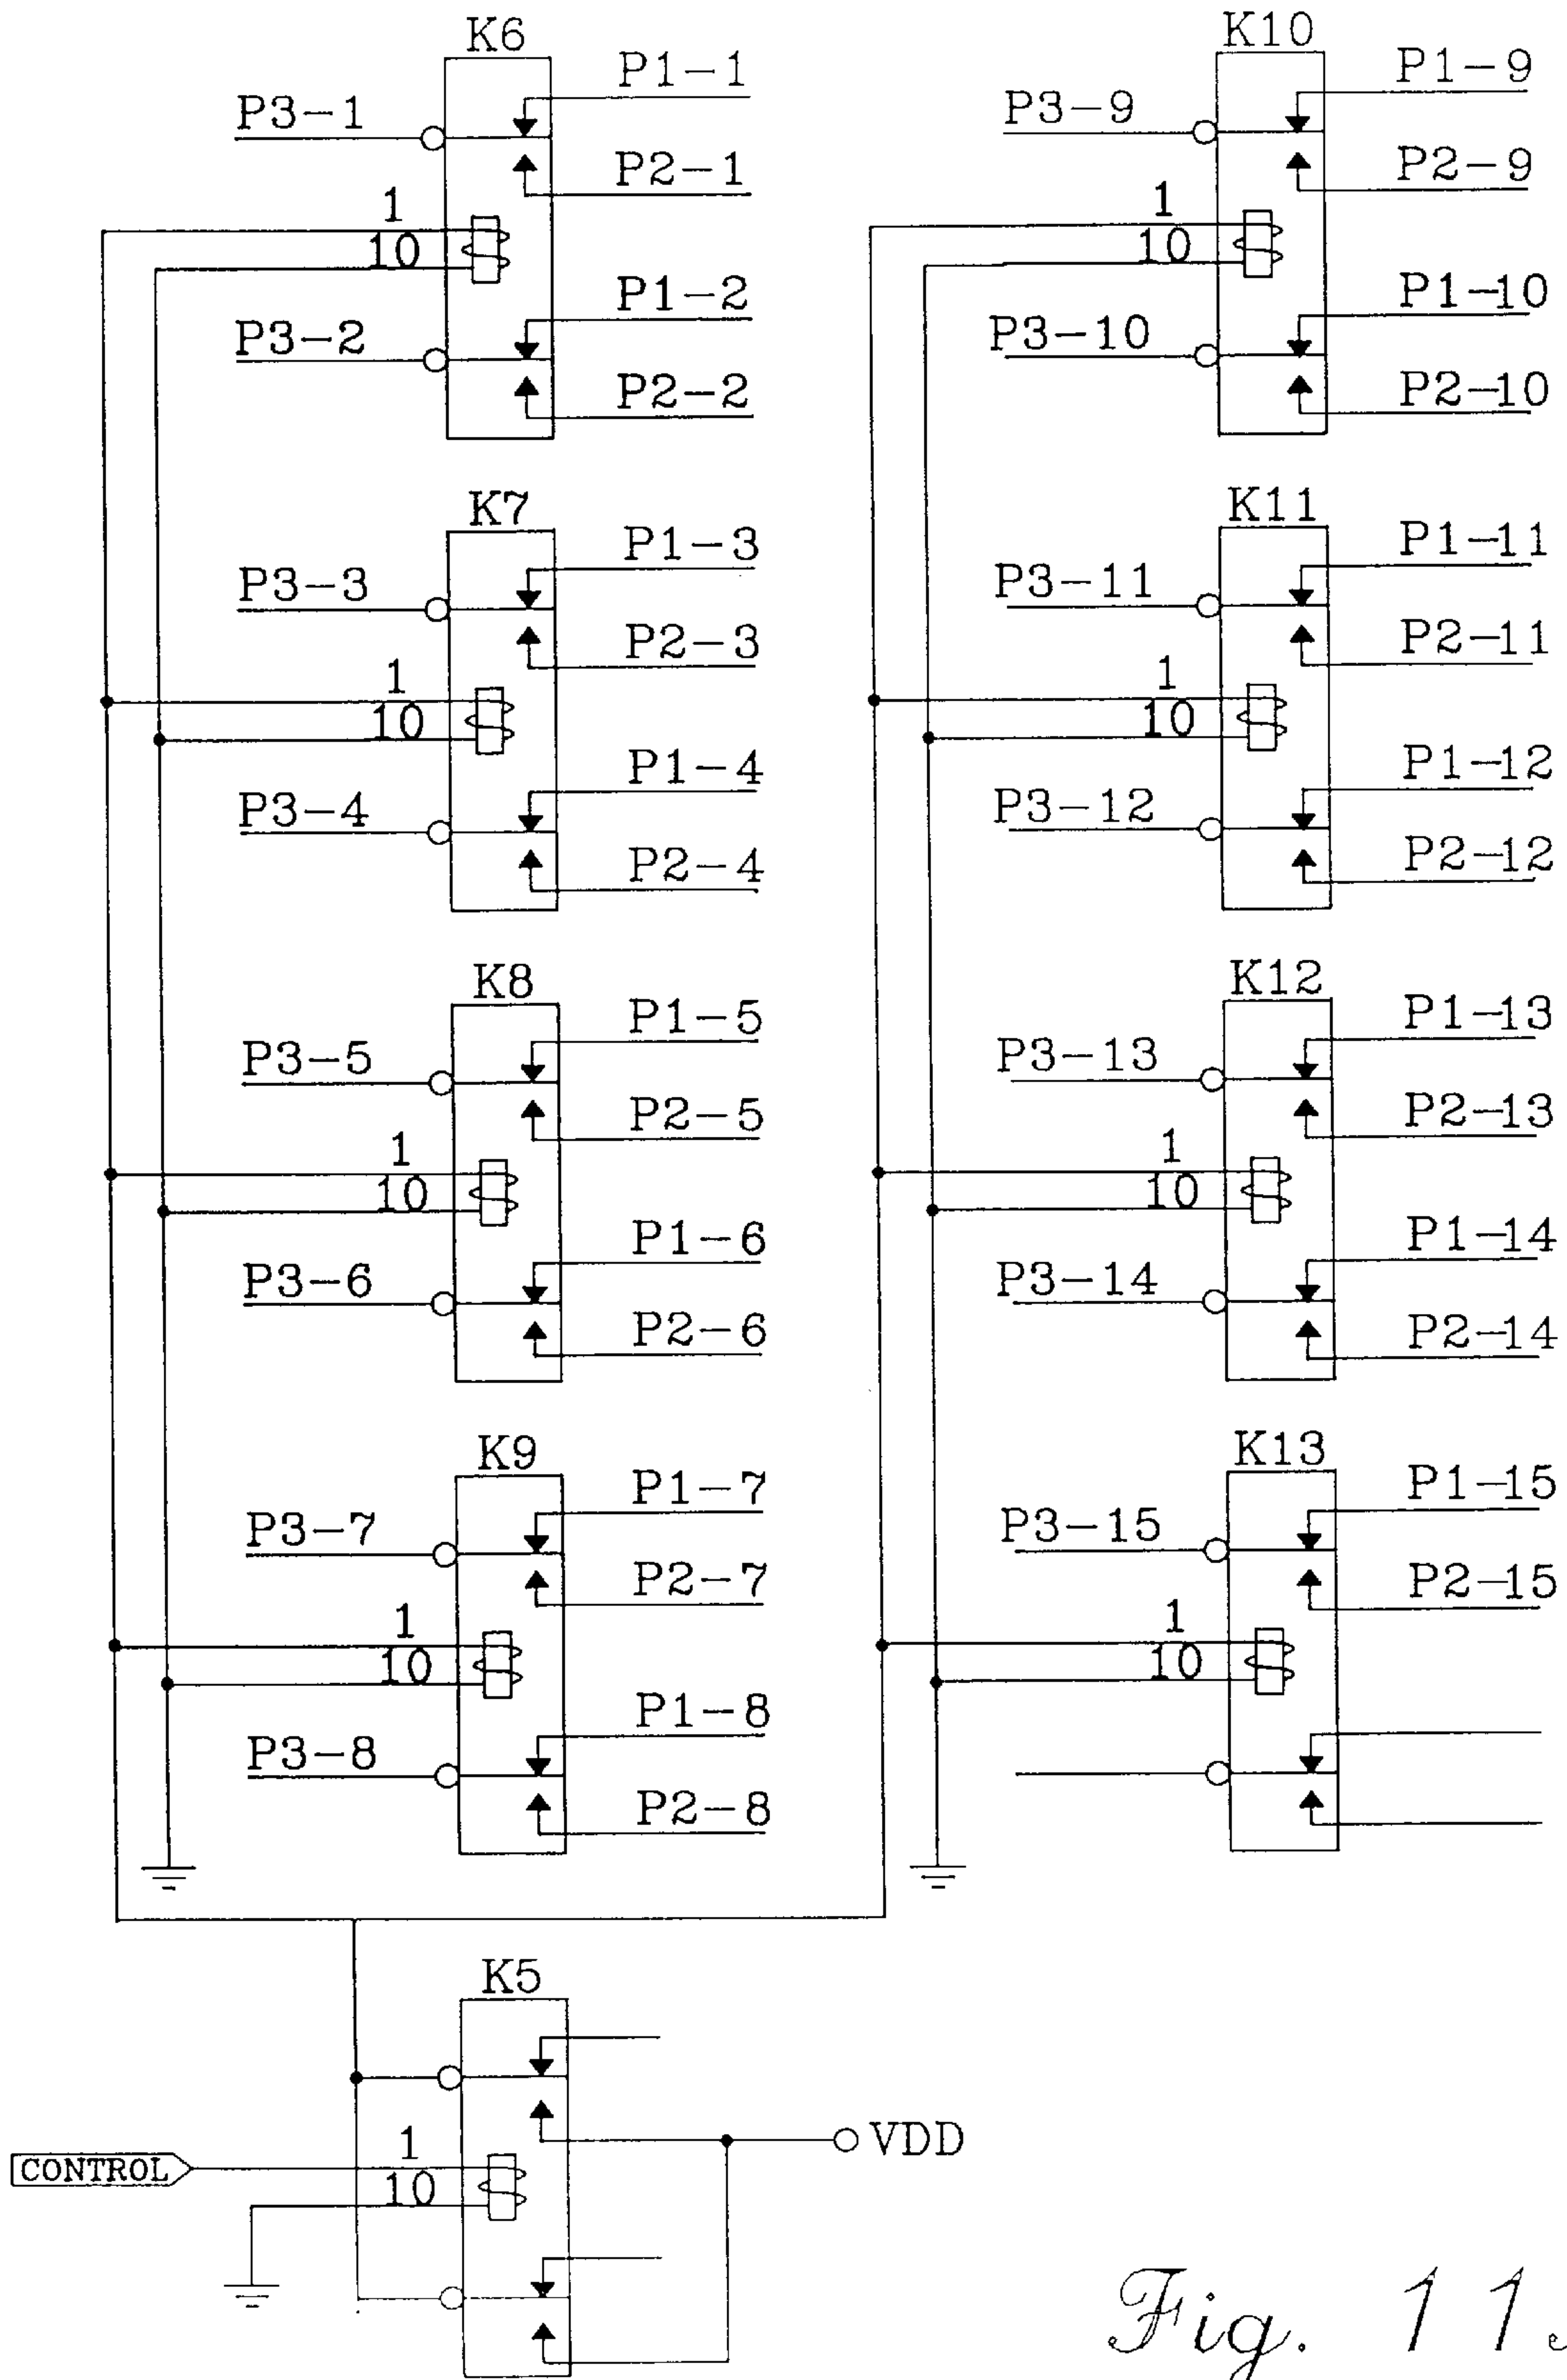 K6
P1-1
P3-1
P2-1
1
10
P1-2
P3-2
P2-2
K7
P1-3
P3-3
P2-3
1
10
P1-4
P3-4
P2-4
K8
P1-5
P3-5
P2-5
1
10
P1-6
P3-6
P2-6
K9
P1-7
P3-7
P2-7
1
10
P1-8
P3-8
P2-8
K10
P1-9
P3-9
P2-9
1
10
P1-10
P3-10
P2-10
K11
P1-11
P3-11
P2-11
1
10
P1-12
P3-12
P2-12
K12
P1-13
P3-13
P2-13
1
10
P1-14
P3-14
P2-14
K13
P1-15
P3-15
P2-15
1
10
K5
VDD
1
10
CONTROL
Fig. 11